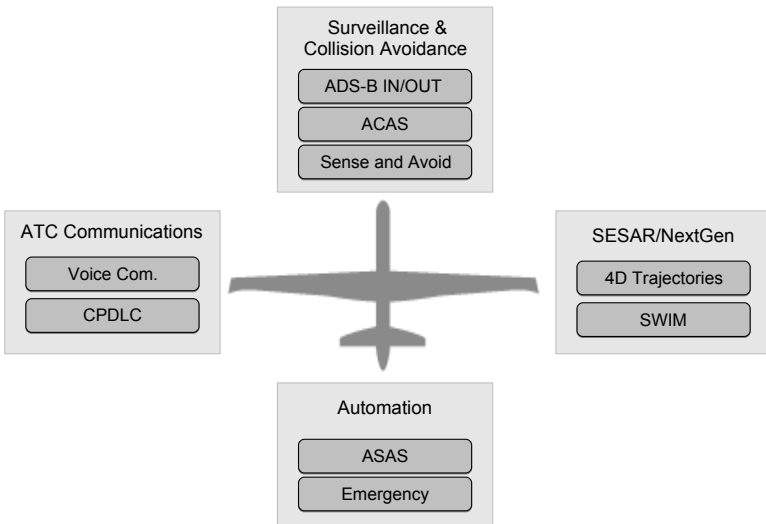 Surveillance &
Collision Avoidance
ADS-B IN/OUT
ACAS
Sense and Avoid
ATC Communications
Voice Com.
CPDLC
SESAR/NextGen
4D Trajectories
SWIM
Automation
ASAS
Emergency